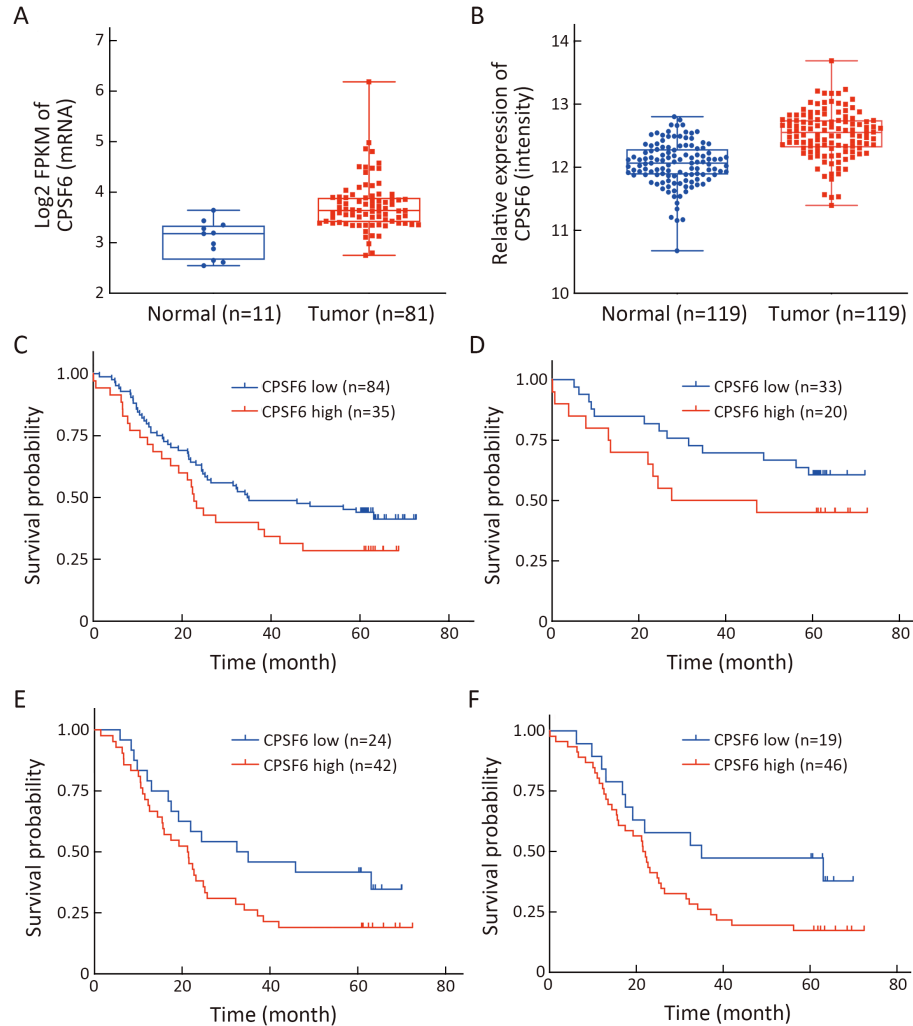 A
Log2 FPKM of
CPSF6 (mRNA)
7
6
5
4
3
2
Normal (n=11)
Tumor (n=81)
B
Relative expression of
CPSF6 (intensity)
14
13
12
11
10
Normal (n=119)
Tumor (n=119)
C
Survival probability
1.00
0.75
0.50
0.25
0
0
20
40
60
80
Time (month)
CPSF6 low (n=84)
CPSF6 high (n=35)
D
Survival probability
1.00
0.75
0.50
0.25
0
0
20
40
60
80
Time (month)
CPSF6 low (n=33)
CPSF6 high (n=20)
E
Survival probability
1.00
0.75
0.50
0.25
0
0
20
40
60
80
Time (month)
CPSF6 low (n=24)
CPSF6 high (n=42)
F
Survival probability
1.00
0.75
0.50
0.25
0
0
20
40
60
80
Time (month)
CPSF6 low (n=19)
CPSF6 high (n=46)